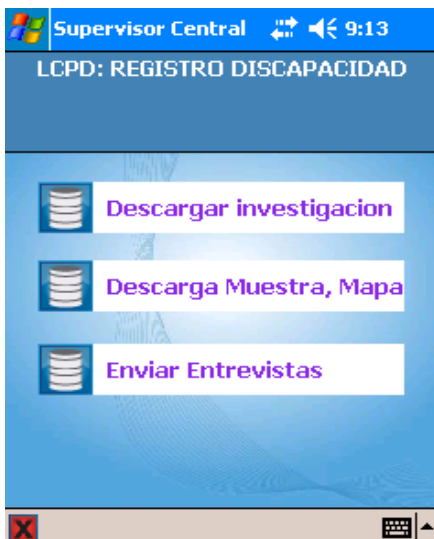 Supervisor Central 9:13
LCPD: REGISTRO DISCAPACIDAD
Descargar investigacion
Descarga Muestra, Mapa
Enviar Entrevistas